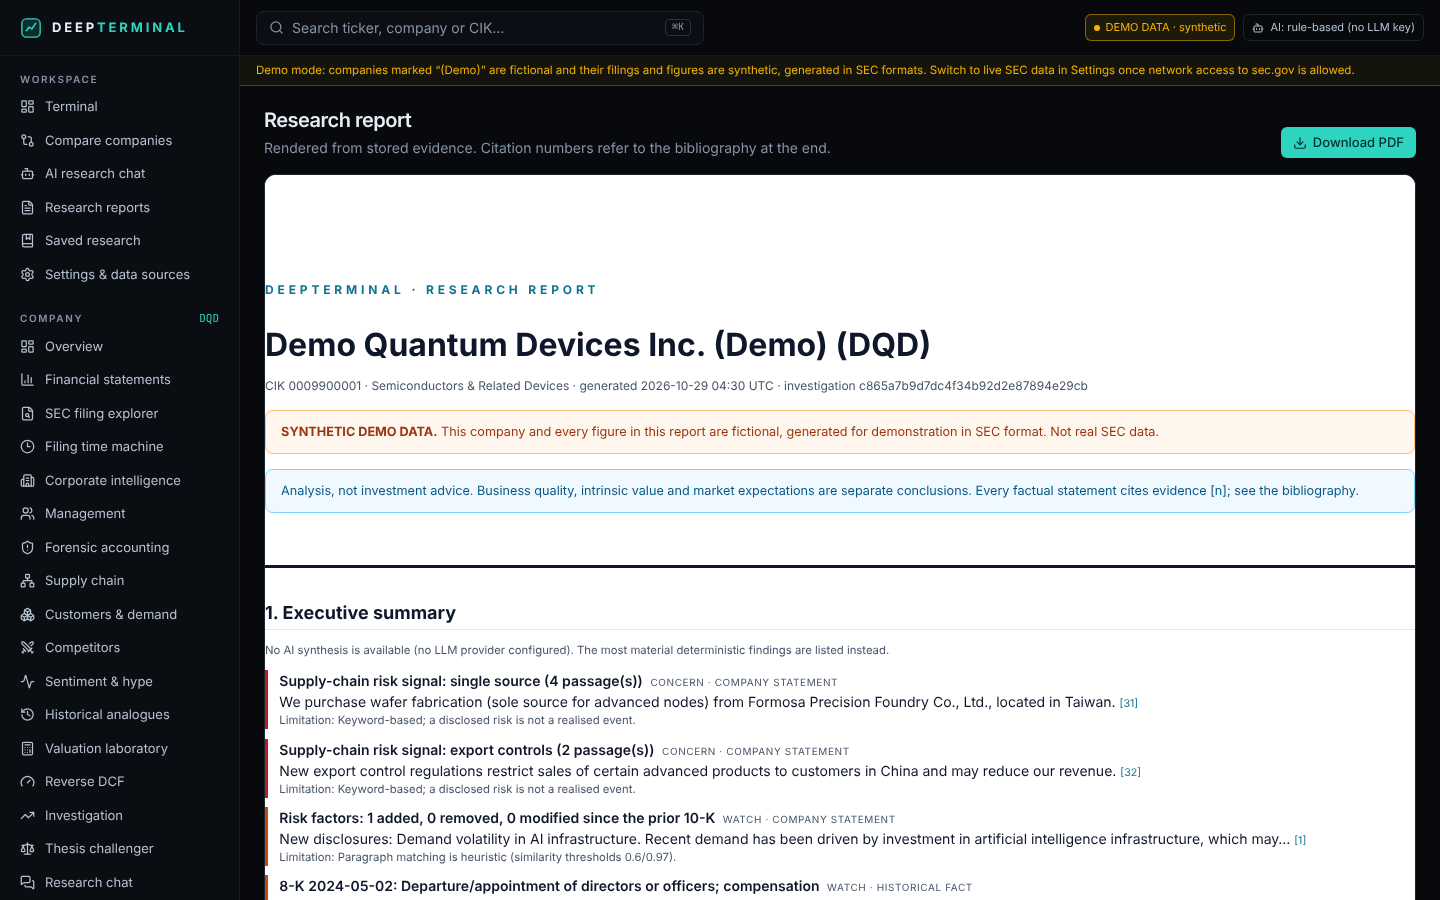 DEEPTERMINAL
Research ticker, company or CIK...
⌘K
DEMO DATA · synthetic
AI: rule-based (no LLM key)
Demo mode: companies marked “(Demo)” are fictional and their filings and figures are synthetic, generated in SEC formats. Switch to live SEC data in Settings once network access to sec.gov is allowed.
WORKSPACE
Terminal
Compare companies
AI research chat
Research reports
Saved research
Settings & data sources
COMPANY DQD
Overview
Financial statements
SEC filing explorer
Filing time machine
Corporate intelligence
Management
Forensic accounting
Supply chain
Customers & demand
Competitors
Sentiment & hype
Historical analogues
Valuation laboratory
Reverse DCF
Investigation
Thesis challenger
Research chat
Research report
Rendered from stored evidence. Citation numbers refer to the bibliography at the end.
Download PDF
DEEPTERMINAL · RESEARCH REPORT
Demo Quantum Devices Inc. (Demo) (DQD)
CIK 0009900001 · Semiconductors & Related Devices · generated 2026-10-29 04:30 UTC · investigation c865a7b9d7dc4f34b92d2e87894e29cb
SYNTHETIC DEMO DATA. This company and every figure in this report are fictional, generated for demonstration in SEC format. Not real SEC data.
Analysis, not investment advice. Business quality, intrinsic value and market expectations are separate conclusions. Every factual statement cites evidence [n]; see the bibliography.
1. Executive summary
No AI synthesis is available (no LLM provider configured). The most material deterministic findings are listed instead.
Supply-chain risk signal: single source (4 passage(s)) CONCERN · COMPANY STATEMENT
We purchase wafer fabrication (sole source for advanced nodes) from Formosa Precision Foundry Co., Ltd., located in Taiwan. [31]
Limitation: Keyword-based; a disclosed risk is not a realised event.
Supply-chain risk signal: export controls (2 passage(s)) CONCERN · COMPANY STATEMENT
New export control regulations restrict sales of certain advanced products to customers in China and may reduce our revenue. [32]
Limitation: Keyword-based; a disclosed risk is not a realised event.
Risk factors: 1 added, 0 removed, 0 modified since the prior 10-K WATCH · COMPANY STATEMENT
New disclosures: Demand volatility in AI infrastructure. Recent demand has been driven by investment in artificial intelligence infrastructure, which may… [1]
Limitation: Paragraph matching is heuristic (similarity thresholds 0.6/0.97).
8-K 2024-05-02: Departure/appointment of directors or officers; compensation WATCH · HISTORICAL FACT